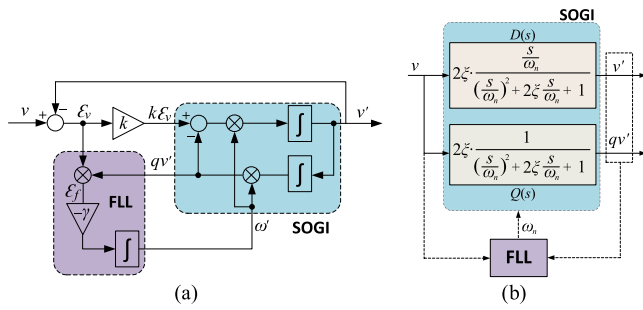 v
+
−
ε_v
k
kε_v
+
−
∫
v'
qv'
∫
ε_f
FLL
-γ
∫
ω'
SOGI
(a)
SOGI
D(s)
v
2ξ · (s/ω_n) / ((s/ω_n)² + 2ξ s/ω_n + 1)
v'
2ξ · 1 / ((s/ω_n)² + 2ξ s/ω_n + 1)
qv'
Q(s)
ω_n
FLL
(b)